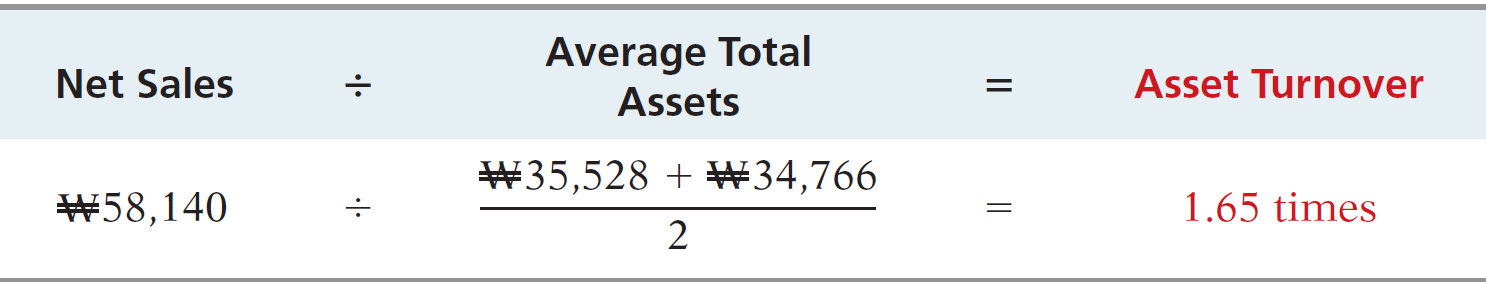 Net Sales ÷ Average Total Assets = Asset Turnover
₩58,140 ÷ ₩35,528 + ₩34,766 = 1.65 times
2